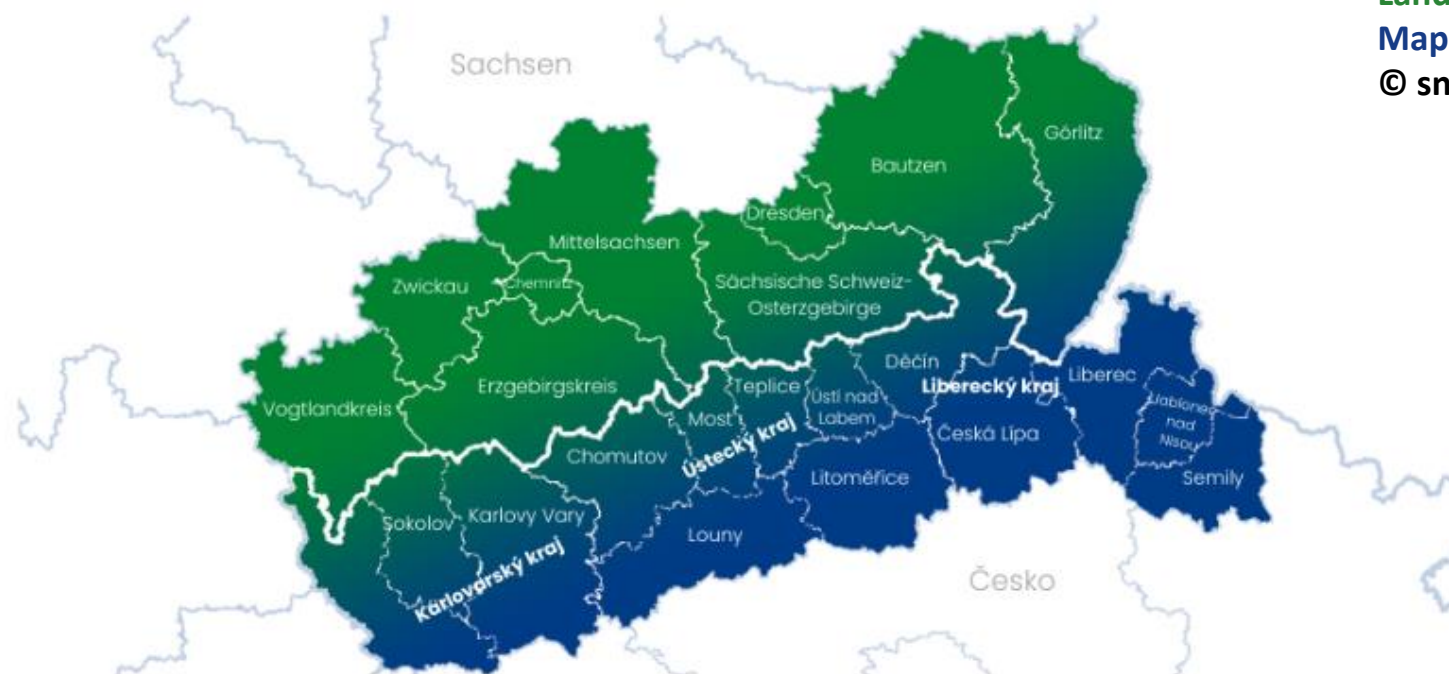 Map
© sn
Sachsen
Görlitz
Bautzen
Dresden
Mittelsachsen
Sächsische Schweiz-
Osterzgebirge
Zwickau
Chemnitz
Děčín
Liberec
Erzgebirgskreis
Teplice
Liberecký kraj
Vogtlandkreis
Ústí nad
Labem
Jablonec
nad
Nisou
Most
Ústecký kraj
Česká Lípa
Chomutov
Litoměřice
Semily
Sokolov
Karlovy Vary
Louny
Karlovarský kraj
Česko